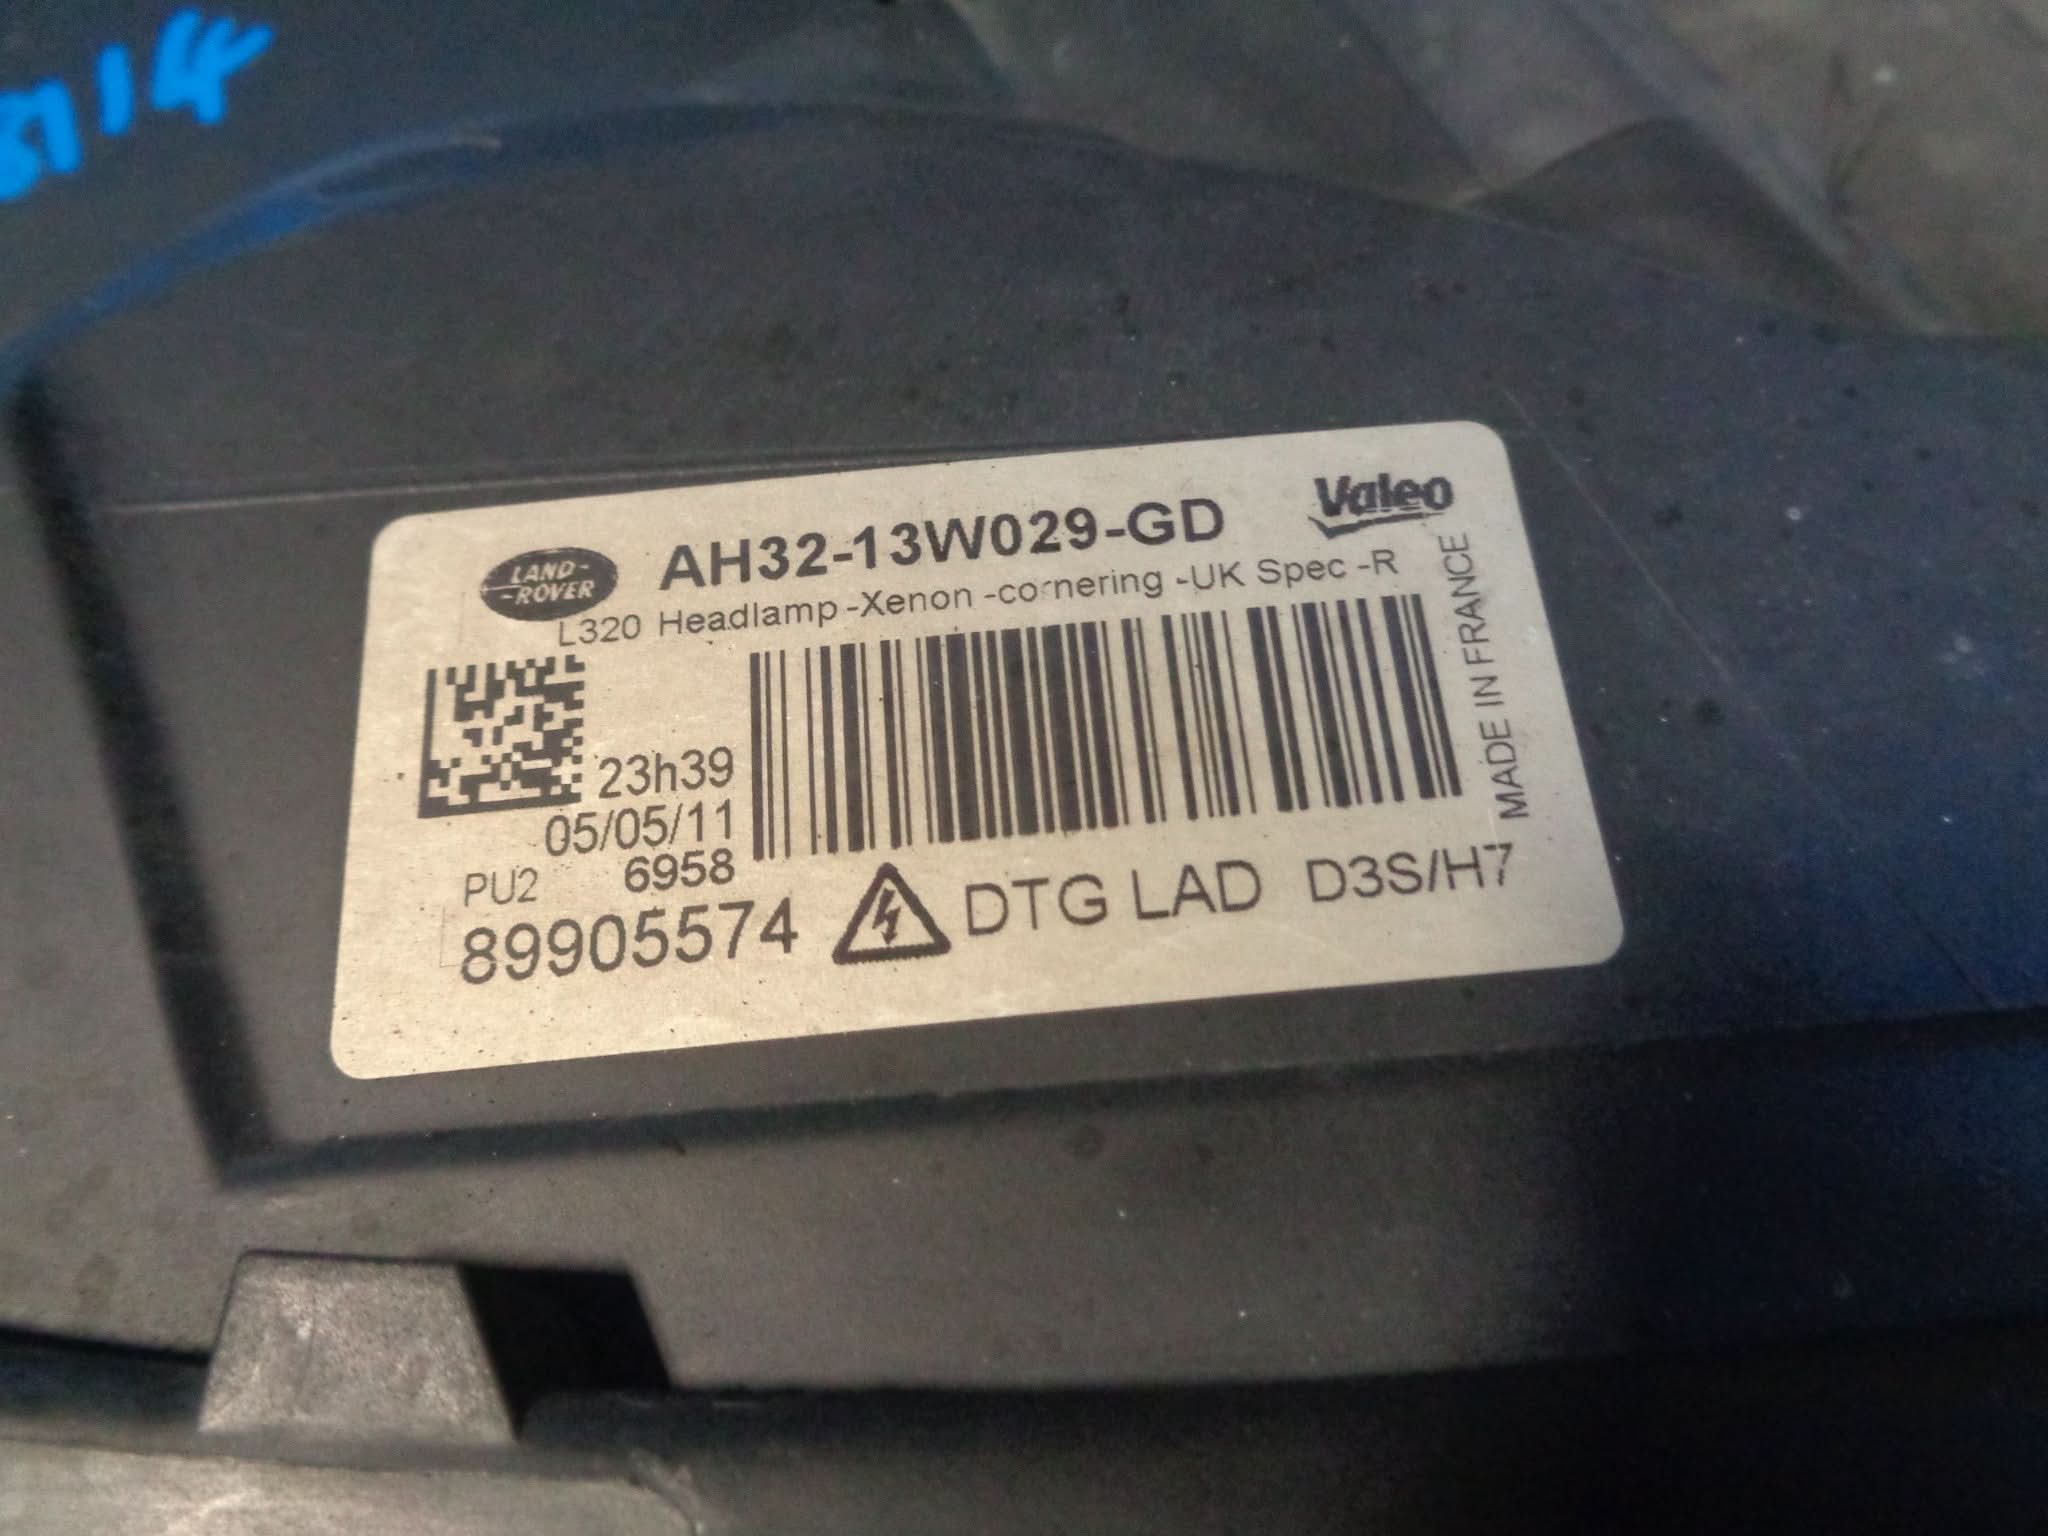 114
LAND-
-ROVER
AH32-13W029-GD
Valeo
L320 Headlamp -Xenon -cornering -UK Spec -R
MADE IN FRANCE
23h39
05/05/11
PU2 6958
89905574 DTG LAD D3S/H7